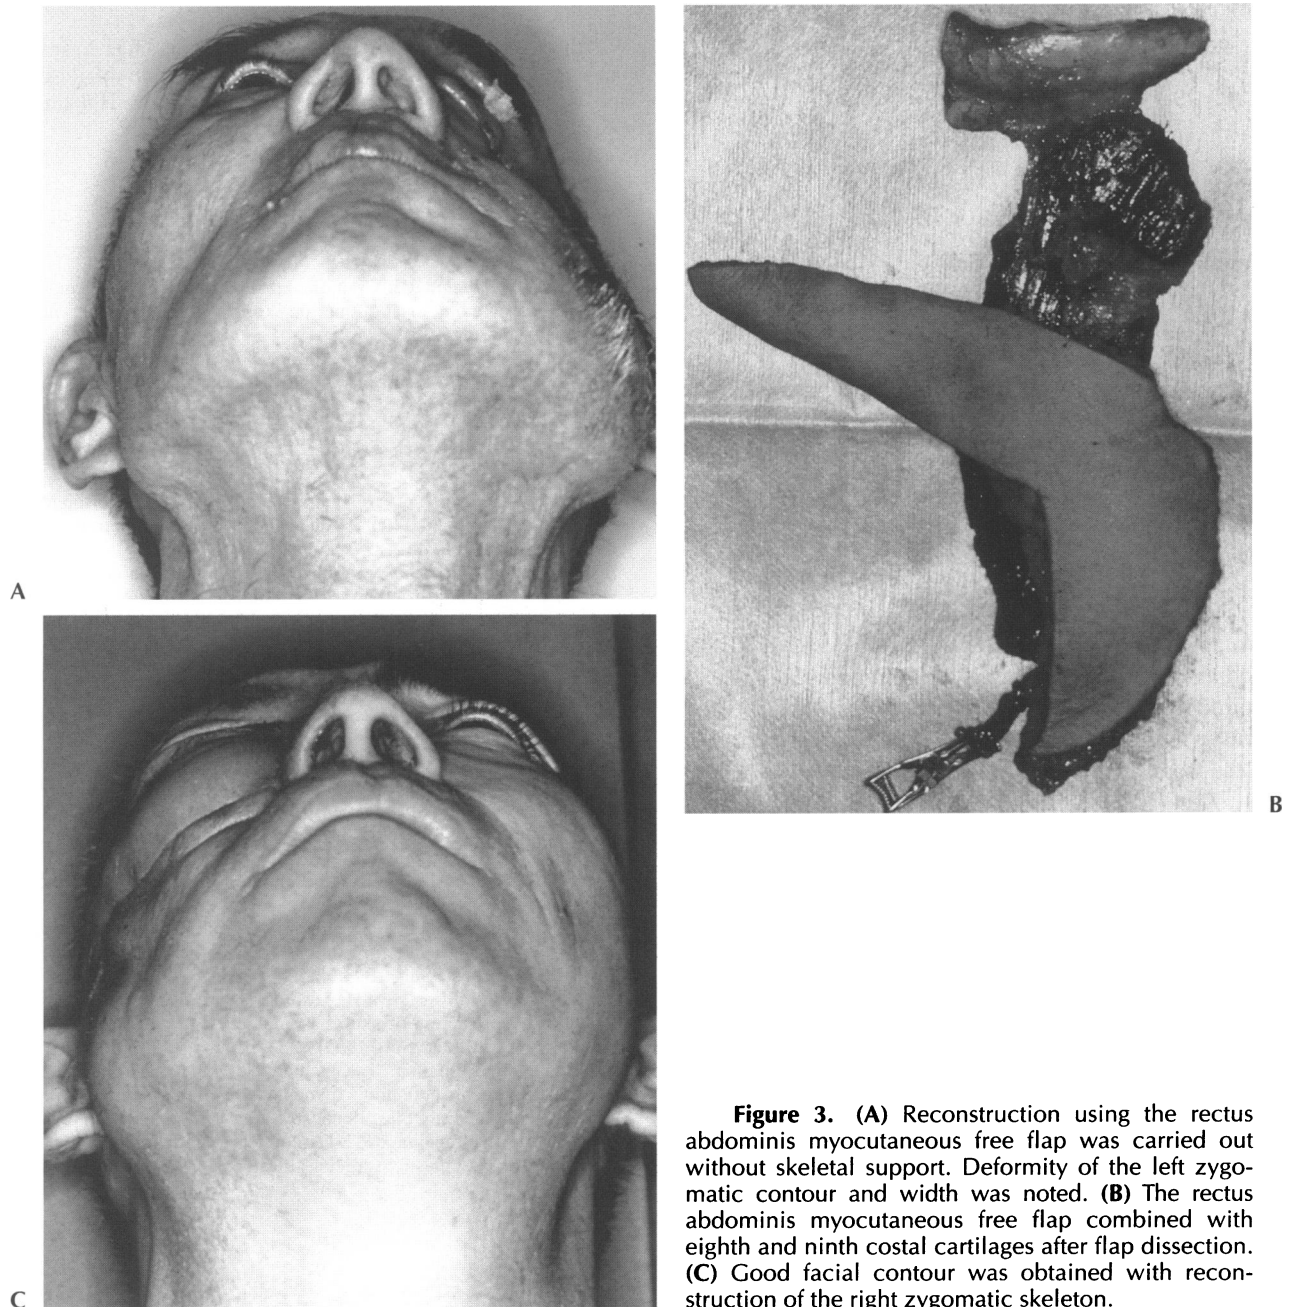 A
B
C
Figure 3. (A) Reconstruction using the rectus
abdominis myocutaneous free flap was carried out
without skeletal support. Deformity of the left zygo-
matic contour and width was noted. (B) The rectus
abdominis myocutaneous free flap combined with
eighth and ninth costal cartilages after flap dissection.
(C) Good facial contour was obtained with recon-
struction of the right zygomatic skeleton.